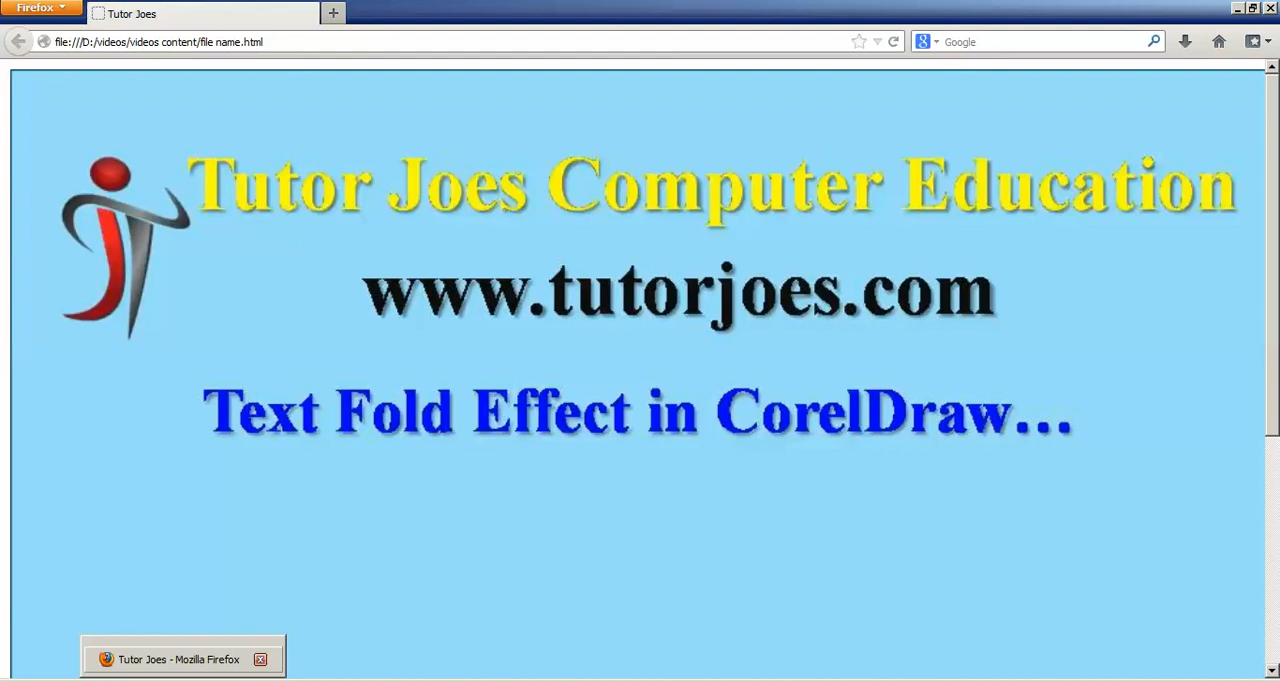 Firefox
Tutor Joes
file:///D:/videos/videos content/file name.html
Google
Tutor Joes Computer Education
www.tutorjoes.com
Text Fold Effect in CorelDraw...
Tutor Joes - Mozilla Firefox